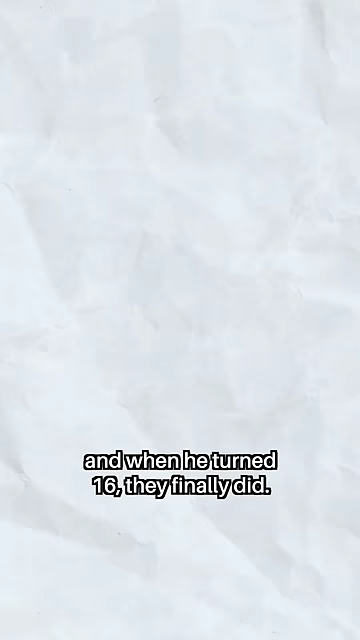 and when he turned
16, they finally did.